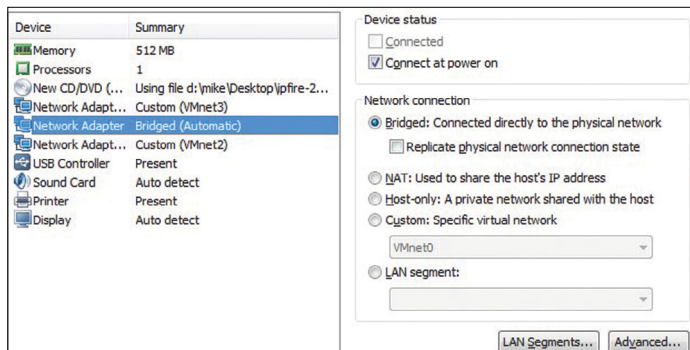 Device Summary
Memory 512 MB
Processors 1
New CD/DVD (... Using file d:\mike\Desktop\ipfire-2...
Network Adapt... Custom (VMnet3)
Network Adapter Bridged (Automatic)
Network Adapt... Custom (VMnet2)
USB Controller Present
Sound Card Auto detect
Printer Present
Display Auto detect
Device status
Connected
Connect at power on
Network connection
Bridged: Connected directly to the physical network
Replicate physical network connection state
NAT: Used to share the host's IP address
Host-only: A private network shared with the host
Custom: Specific virtual network
VMnet0
LAN segment:
LAN Segments... Advanced...